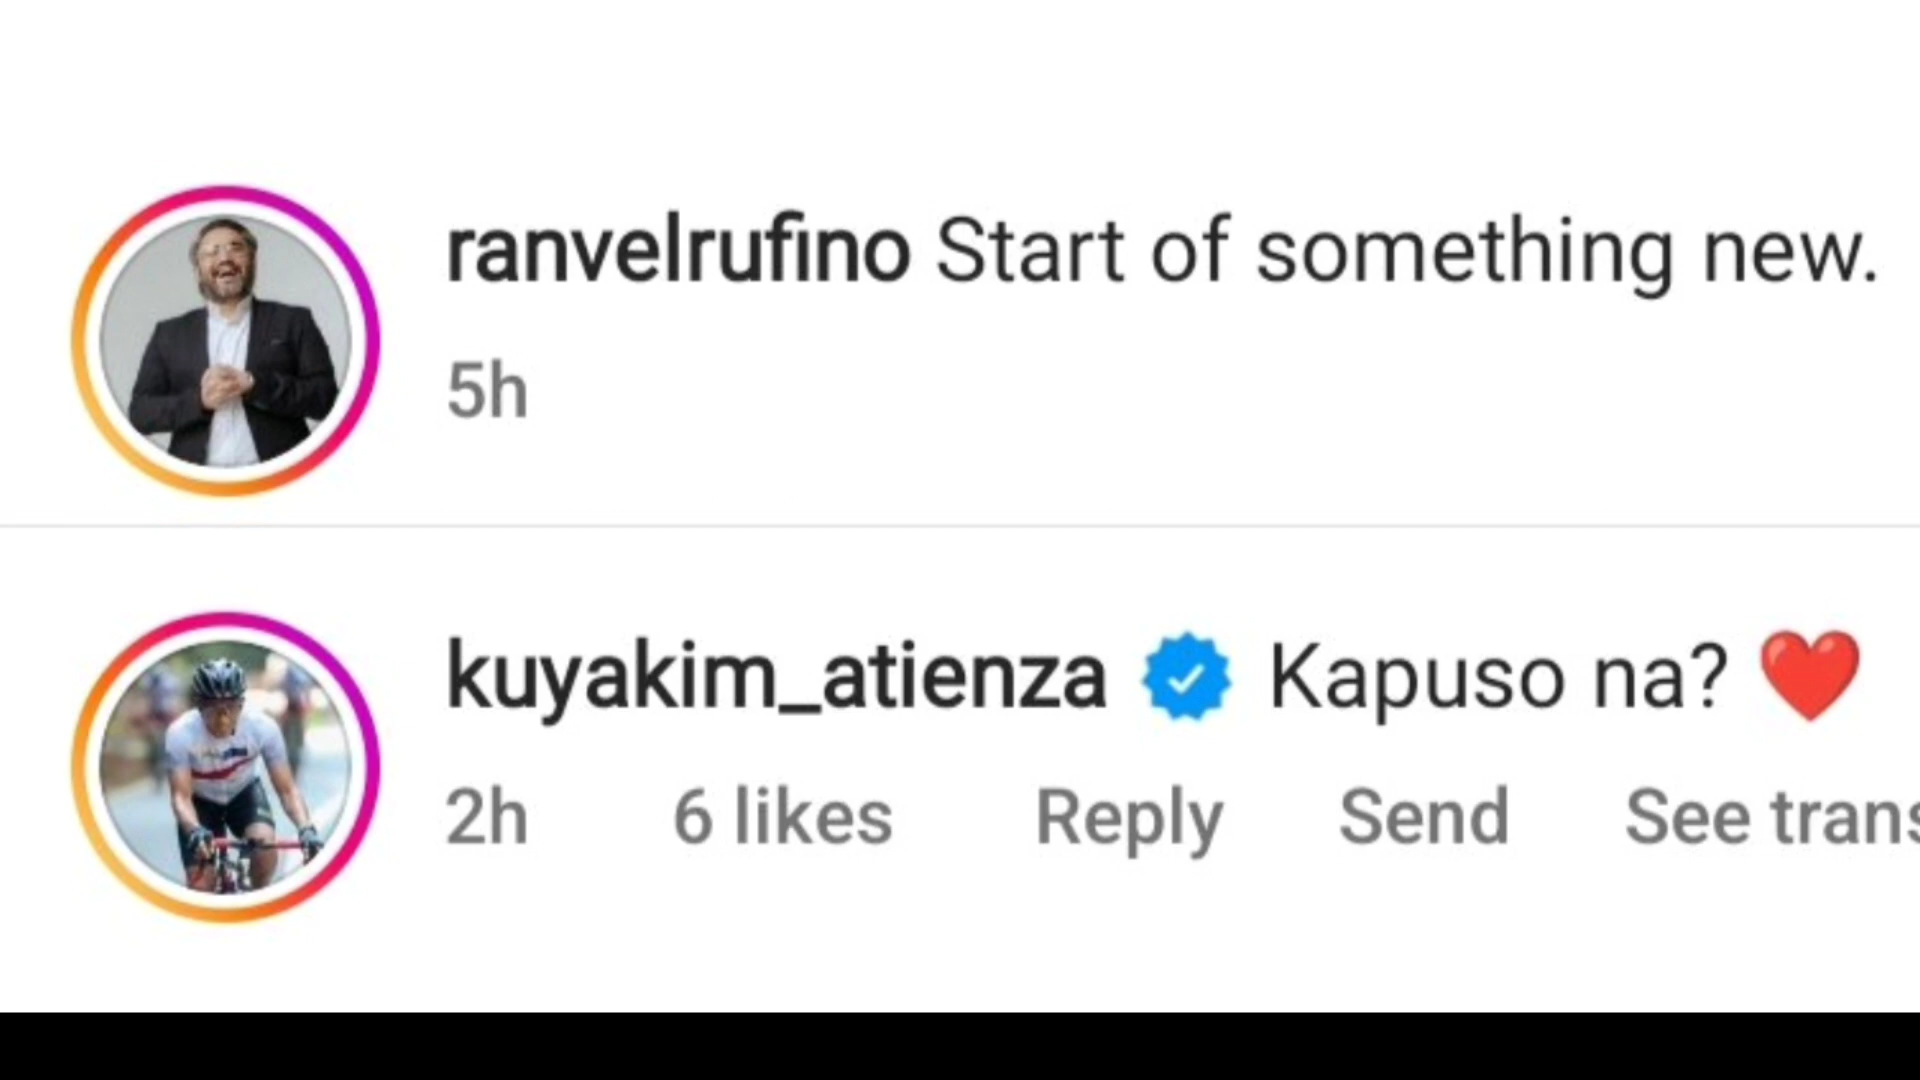 ranvelrufino Start of something new.
5h
kuyakim_atienza Kapuso na? ❤️
2h 6 likes Reply Send See trans